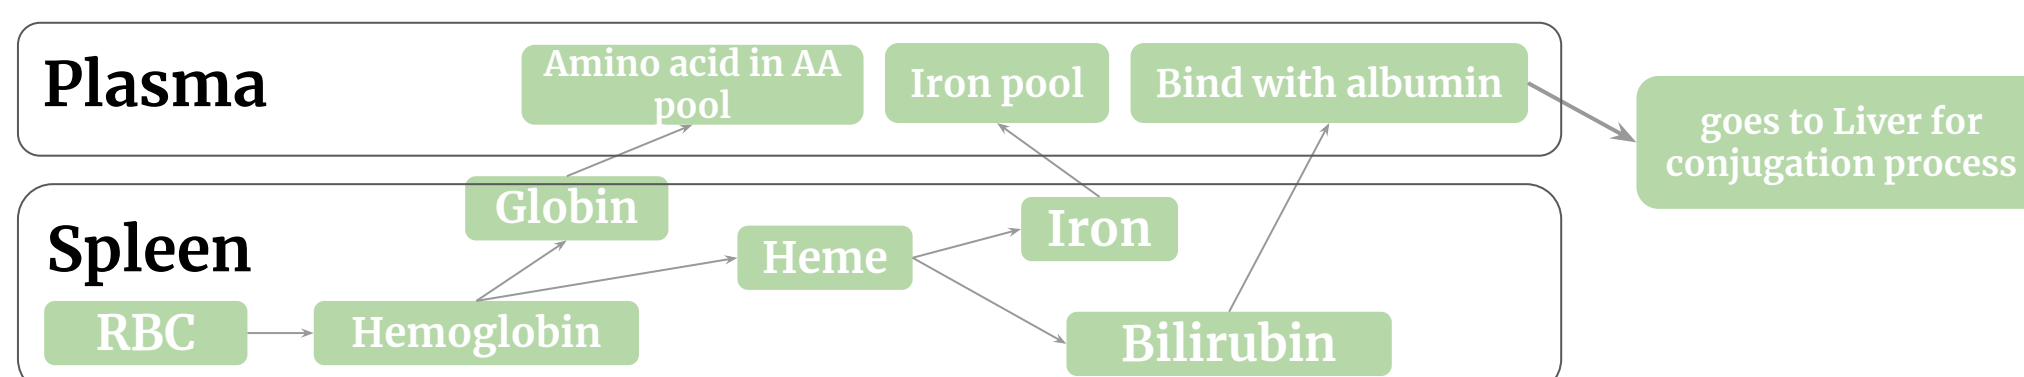 Plasma
Amino acid in AA
pool
Iron pool
Bind with albumin
goes to Liver for
conjugation process
Spleen
Globin
Heme
Iron
RBC
Hemoglobin
Bilirubin